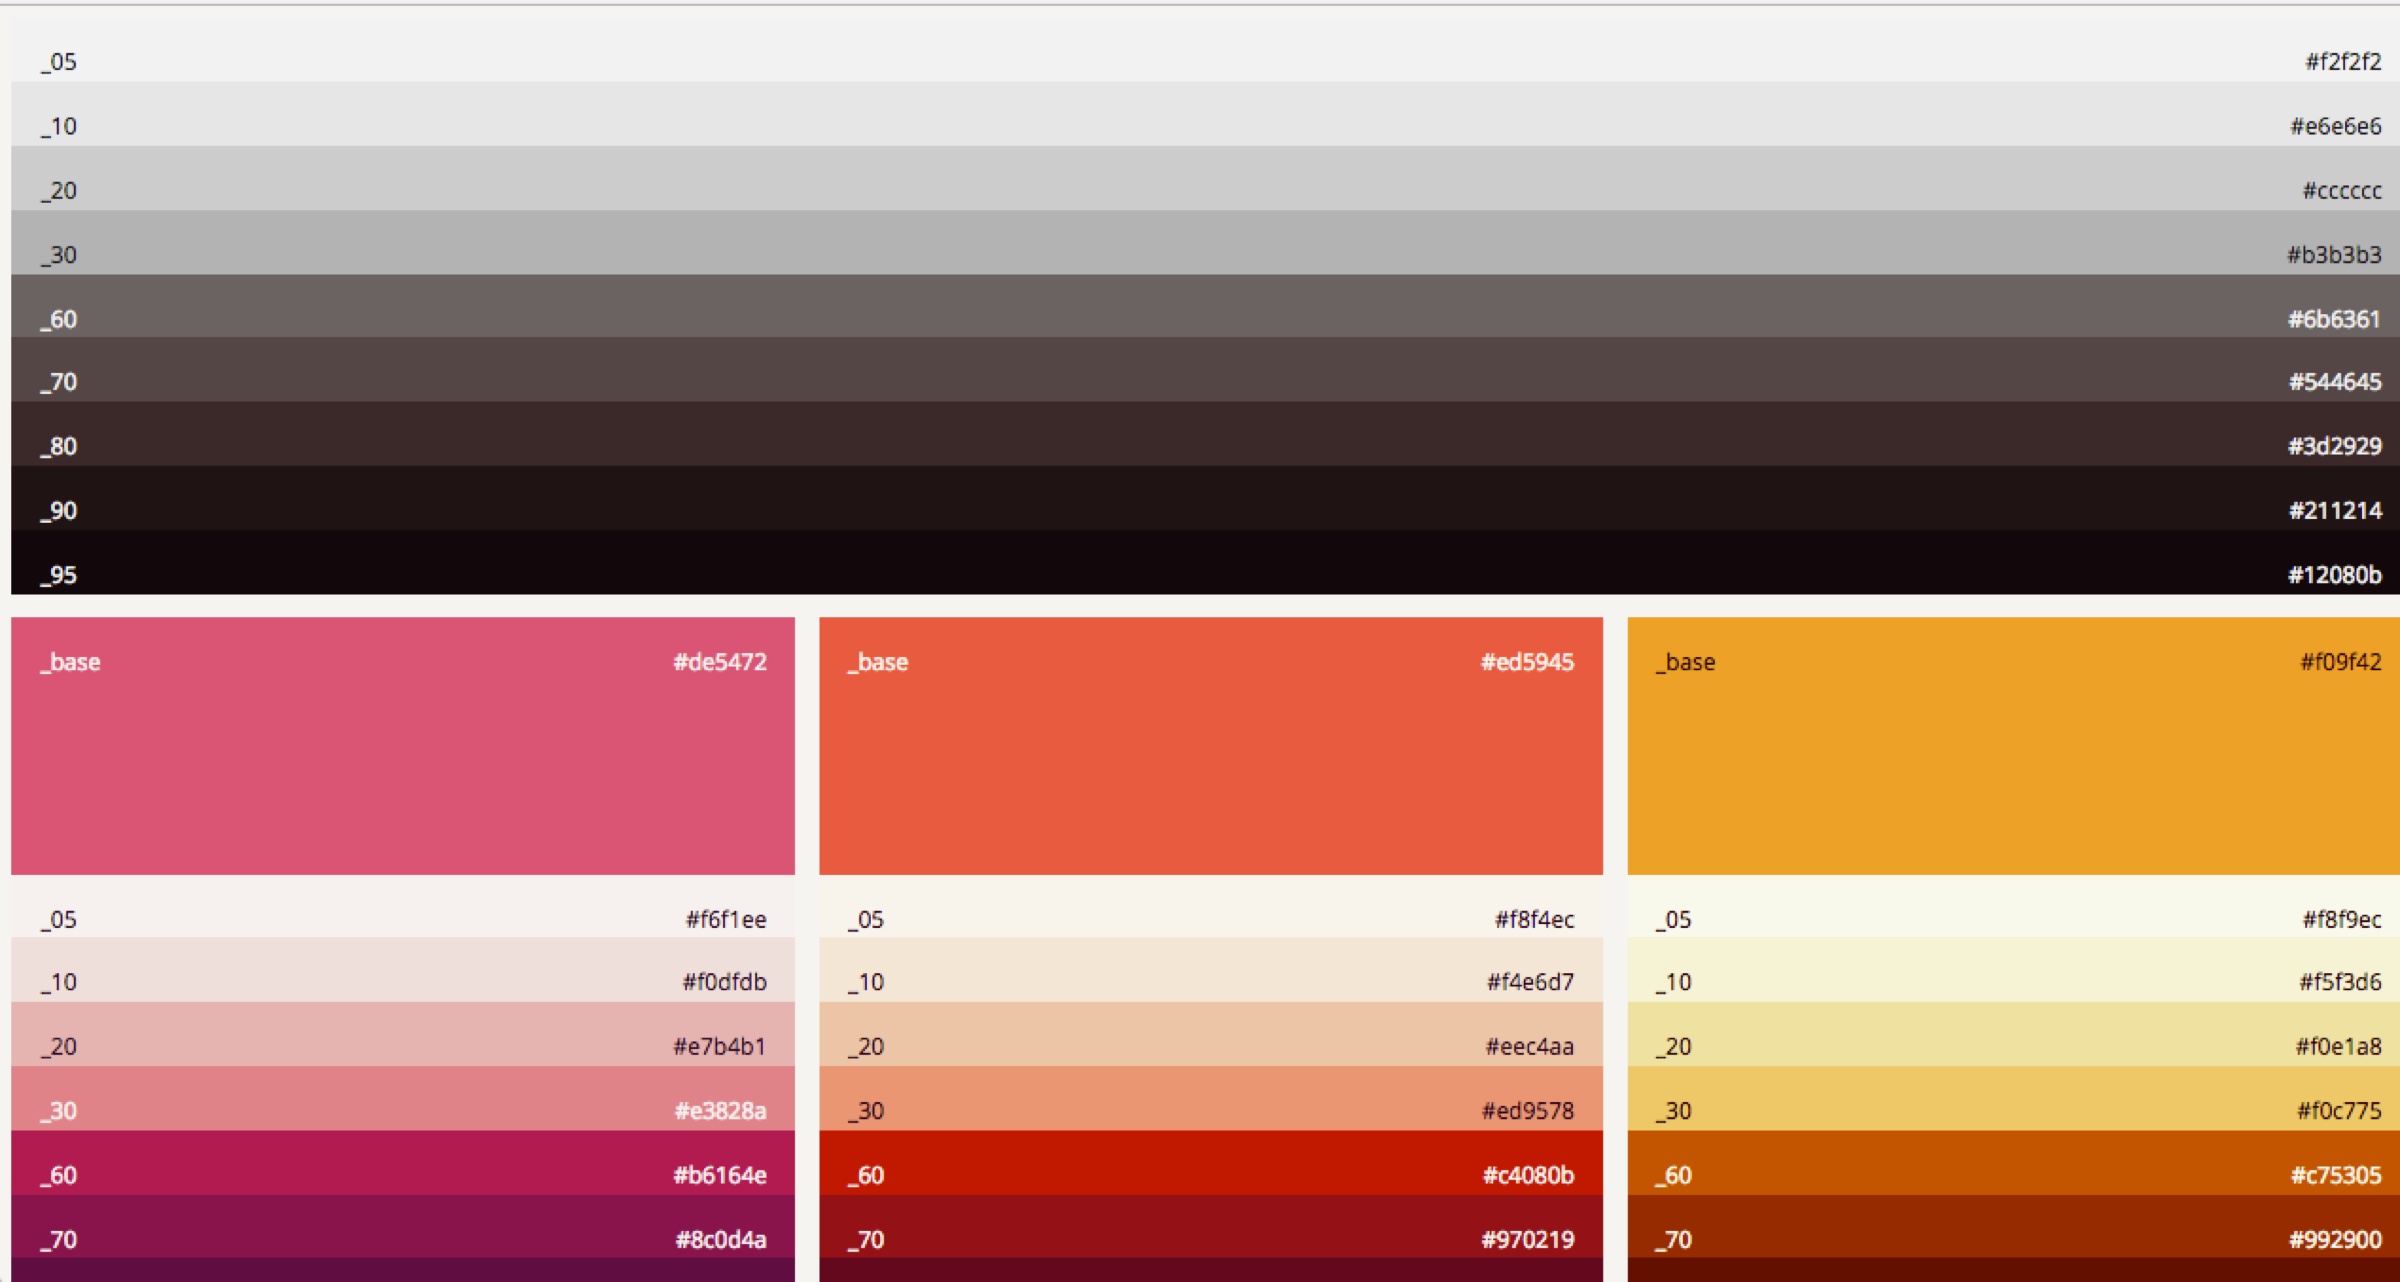 _05 #f2f2f2
_10 #e6e6e6
_20 #cccccc
_30 #b3b3b3
_60 #6b6361
_70 #544645
_80 #3d2929
_90 #211214
_95 #12080b
_base #de5472
_05 #f6f1ee
_10 #f0dfdb
_20 #e7b4b1
_30 #e3828a
_60 #b6164e
_70 #8c0d4a
_base #ed5945
_05 #f8f4ec
_10 #f4e6d7
_20 #eec4aa
_30 #ed9578
_60 #c4080b
_70 #970219
_base #f09f42
_05 #f8f9ec
_10 #f5f3d6
_20 #f0e1a8
_30 #f0c775
_60 #c75305
_70 #992900